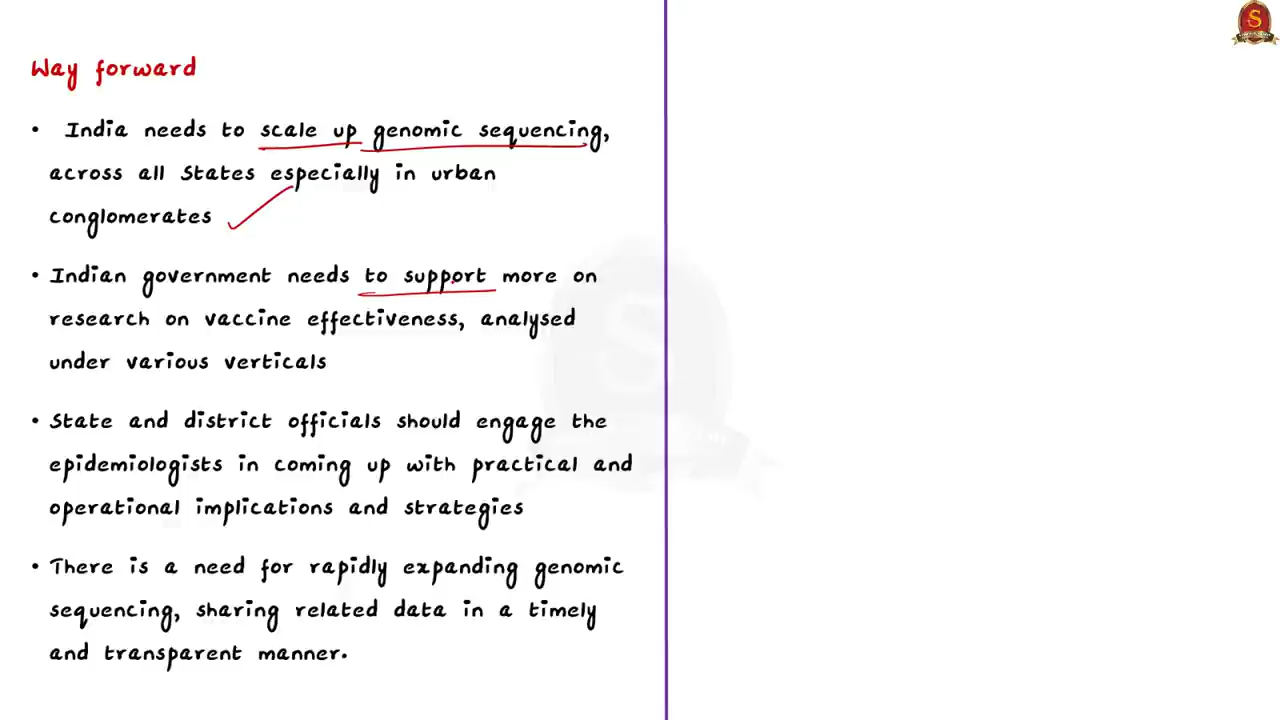 Way forward
• India needs to scale up genomic sequencing,
across all States especially in urban
conglomerates
• Indian government needs to support more on
research on vaccine effectiveness, analysed
under various verticals
• State and district officials should engage the
epidemiologists in coming up with practical and
operational implications and strategies
• There is a need for rapidly expanding genomic
sequencing, sharing related data in a timely
and transparent manner.
S